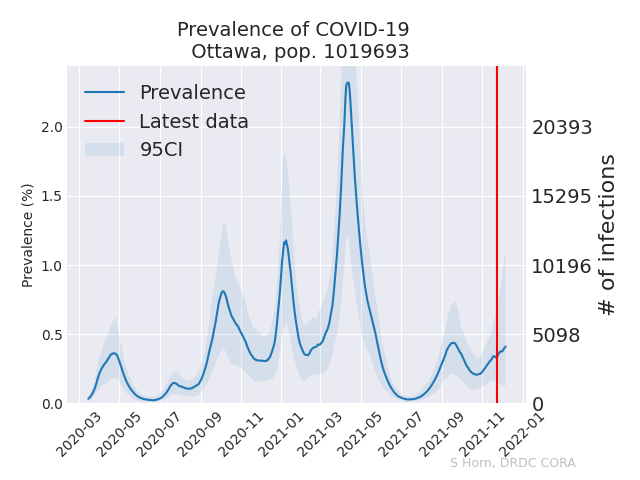 Prevalence of COVID-19
Ottawa, pop. 1019693
Prevalence
Latest data
95CI
Prevalence (%)
2.0
1.5
1.0
0.5
0.0
20393
15295
10196
5098
0
# of infections
2020-03
2020-05
2020-07
2020-09
2020-11
2021-01
2021-03
2021-05
2021-07
2021-09
2021-11
2022-01
S Horn, DRDC CORA